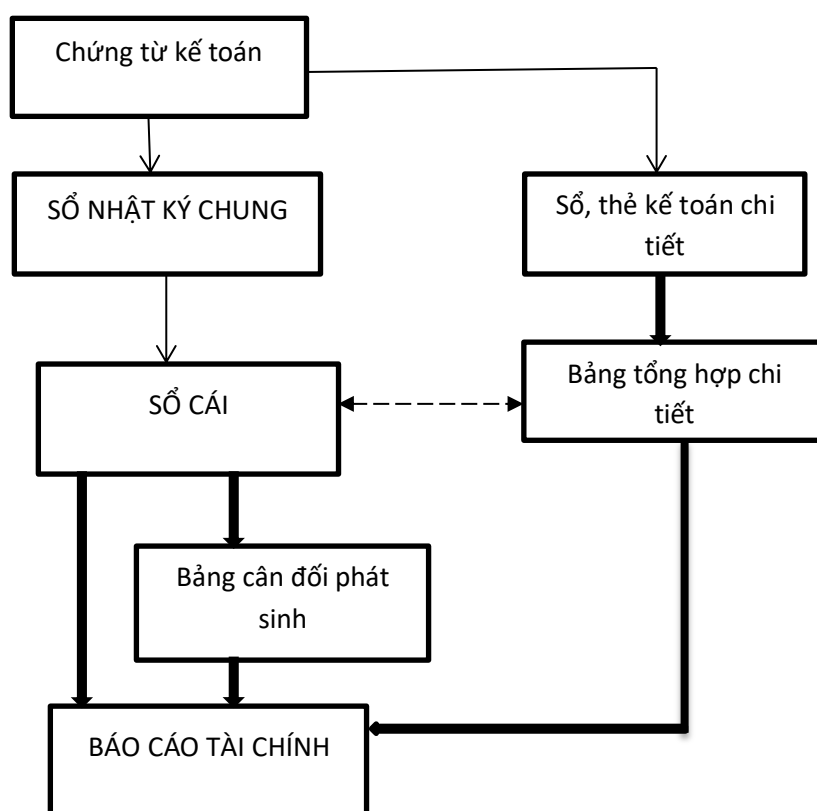 Chứng từ kế toán
SỔ NHẬT KÝ CHUNG
Sổ, thẻ kế toán chi
tiết
SỔ CÁI
Bảng tổng hợp chi
tiết
Bảng cân đối phát
sinh
BÁO CÁO TÀI CHÍNH